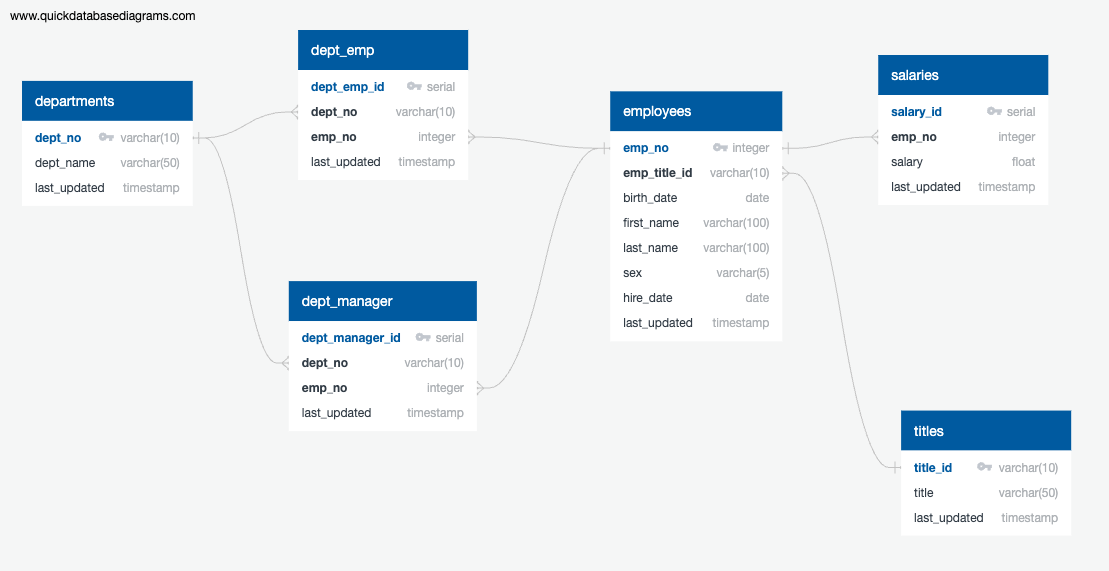 www.quickdatabasediagrams.com
departments
dept_no varchar(10)
dept_name varchar(50)
last_updated timestamp
dept_emp
dept_emp_id serial
dept_no varchar(10)
emp_no integer
last_updated timestamp
dept_manager
dept_manager_id serial
dept_no varchar(10)
emp_no integer
last_updated timestamp
employees
emp_no integer
emp_title_id varchar(10)
birth_date date
first_name varchar(100)
last_name varchar(100)
sex varchar(5)
hire_date date
last_updated timestamp
salaries
salary_id serial
emp_no integer
salary float
last_updated timestamp
titles
title_id varchar(10)
title varchar(50)
last_updated timestamp